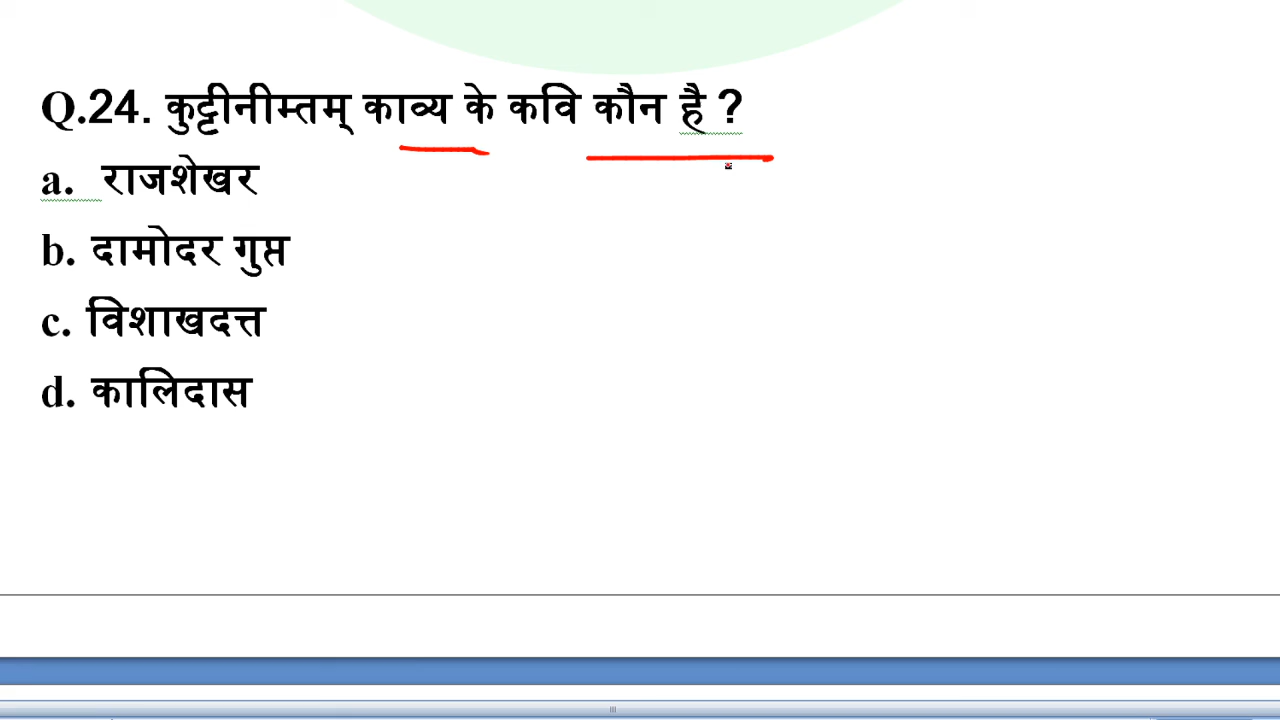 Q.24. कुट्टीनीम्तम् काव्य के कवि कौन है ?
a. राजशेखर
b. दामोदर गुप्त
c. विशाखदत्त
d. कालिदास